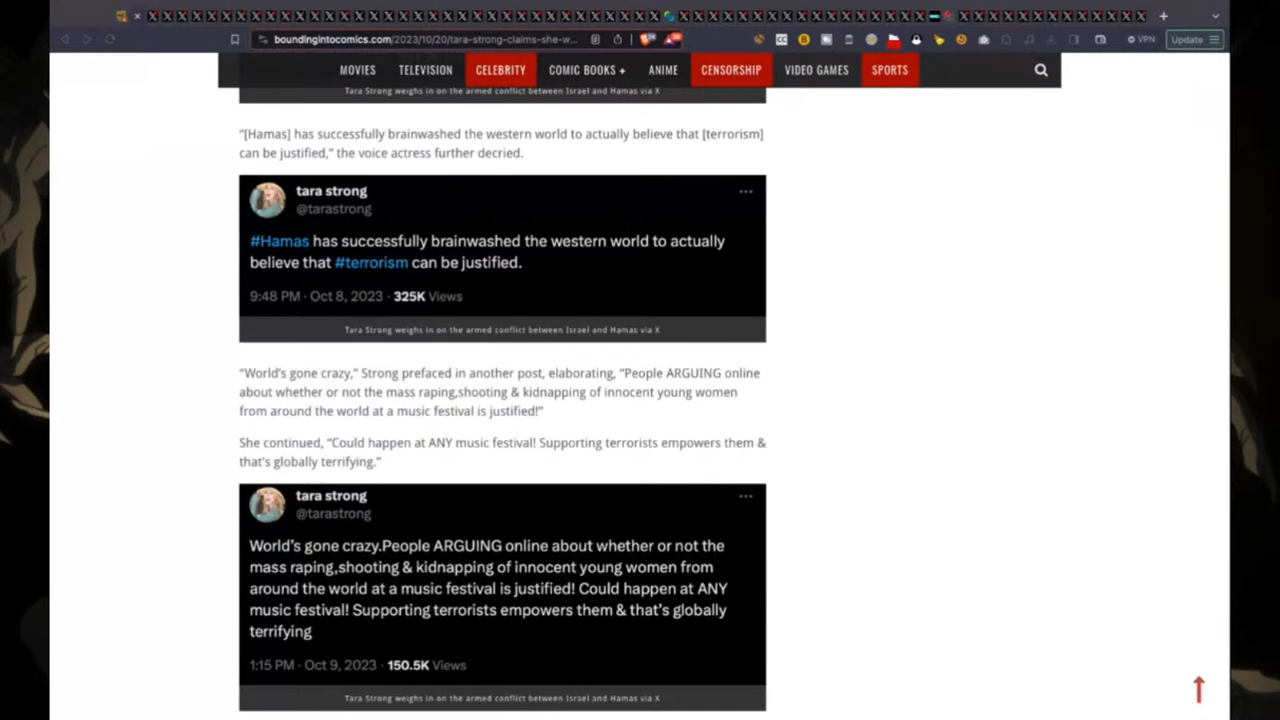 boundingintocomics.com/2023/10/20/tara-strong-claims-she-w...
VPN
Update
MOVIES
TELEVISION
CELEBRITY
COMIC BOOKS +
ANIME
CENSORSHIP
VIDEO GAMES
SPORTS
Tara Strong weighs in on the armed conflict between Israel and Hamas via X
“[Hamas] has successfully brainwashed the western world to actually believe that [terrorism]
can be justified,” the voice actress further decried.
tara strong
@tarastrong
#Hamas has successfully brainwashed the western world to actually
believe that #terrorism can be justified.
9:48 PM · Oct 8, 2023 · 325K Views
Tara Strong weighs in on the armed conflict between Israel and Hamas via X
“World’s gone crazy,” Strong prefaced in another post, elaborating, “People ARGUING online
about whether or not the mass raping,shooting & kidnapping of innocent young women
from around the world at a music festival is justified!”
She continued, “Could happen at ANY music festival! Supporting terrorists empowers them &
that’s globally terrifying.”
tara strong
@tarastrong
World’s gone crazy.People ARGUING online about whether or not the
mass raping,shooting & kidnapping of innocent young women from
around the world at a music festival is justified! Could happen at ANY
music festival! Supporting terrorists empowers them & that’s globally
terrifying
1:15 PM · Oct 9, 2023 · 150.5K Views
Tara Strong weighs in on the armed conflict between Israel and Hamas via X